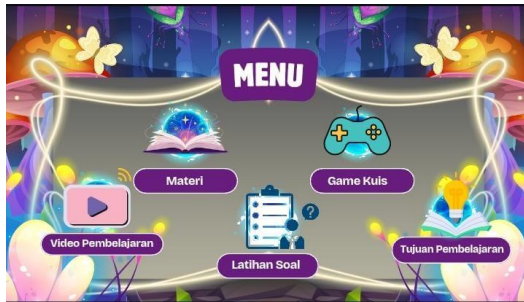 MENU
Materi
Game Kuis
Video Pembelajaran
Latihan Soal
Tujuan Pembelajaran